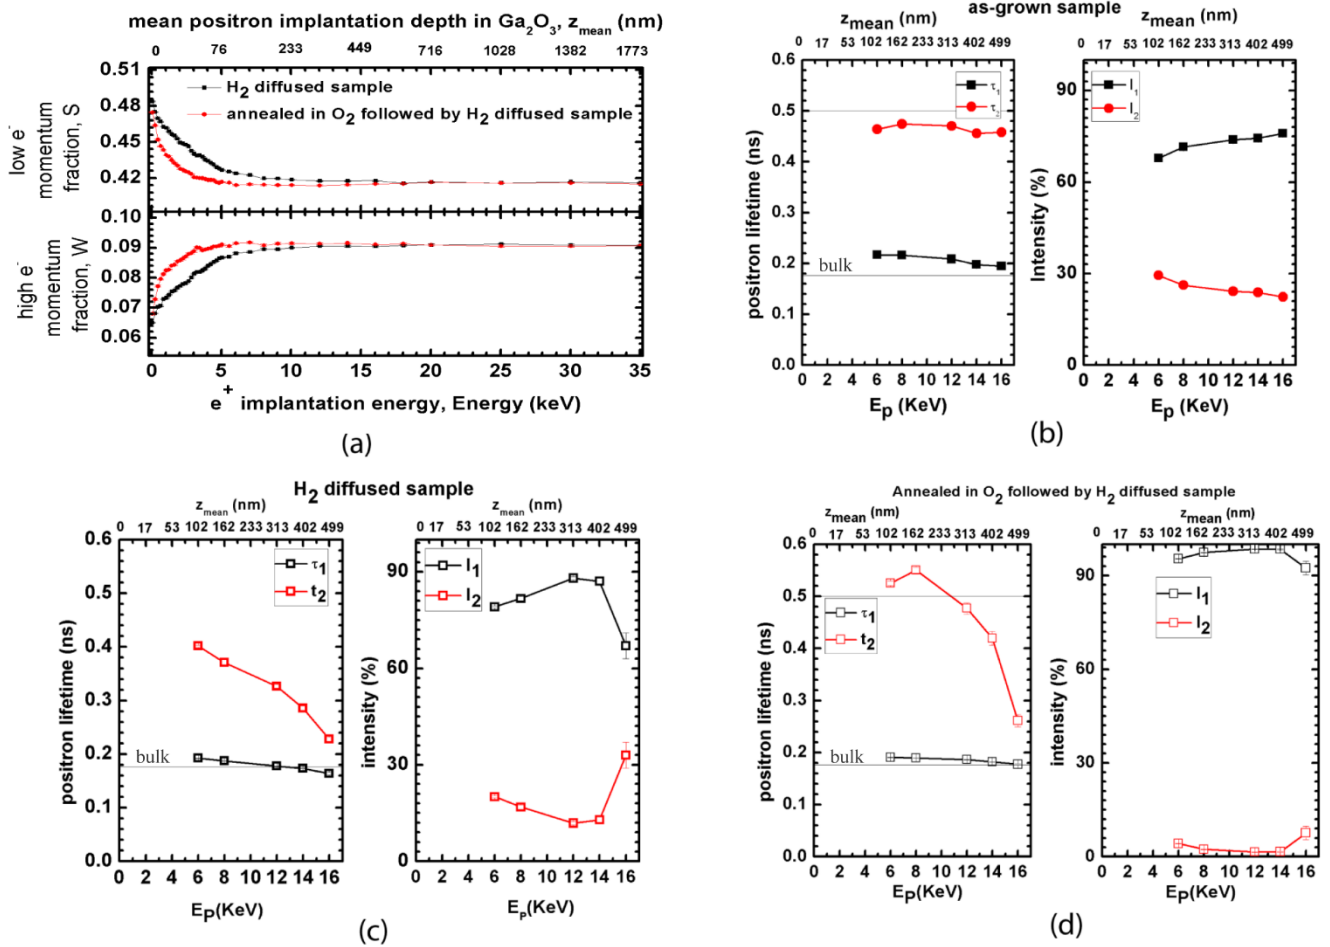 mean positron implantation depth in Ga₂O₃, z_mean (nm)
0 76 233 449 716 1028 1382 1773
0.51
0.48
0.45
0.42
low e⁻
momentum
fraction, S
H₂ diffused sample
annealed in O₂ followed by H₂ diffused sample
0.10
0.09
0.08
0.07
0.06
high e⁻
momentum
fraction, W
0 5 10 15 20 25 30 35
e⁺ implantation energy, Energy (keV)
(a)
as-grown sample
z_mean (nm)
0 17 53 102 162 233 313 402 499
0.6
0.5
0.4
0.3
0.2
0.1
0.0
positron lifetime (ns)
τ₁
τ₂
bulk
0 2 4 6 8 10 12 14 16
E_p (KeV)
z_mean (nm)
0 17 53 102 162 233 313 402 499
90
60
30
0
Intensity (%)
I₁
I₂
0 2 4 6 8 10 12 14 16
E_p (KeV)
(b)
H₂ diffused sample
z_mean (nm)
0 17 53 102 162 233 313 402 499
0.6
0.5
0.4
0.3
0.2
0.1
0.0
positron lifetime (ns)
τ₁
t₂
bulk
0 2 4 6 8 10 12 14 16
E_P(KeV)
z_mean (nm)
0 17 53 102 162 233 313 402 499
90
60
30
0
intensity (%)
I₁
I₂
0 2 4 6 8 10 12 14 16
E_P(KeV)
(c)
Annealed in O₂ followed by H₂ diffused sample
z_mean (nm)
0 17 53 102 162 233 313 402 499
0.6
0.5
0.4
0.3
0.2
0.1
0.0
positron lifetime (ns)
τ₁
t₂
bulk
0 2 4 6 8 10 12 14 16
E_P(KeV)
z_mean (nm)
0 17 53 102 162 233 313 402 499
90
60
30
0
intensity (%)
I₁
I₂
0 2 4 6 8 10 12 14 16
E_P(KeV)
(d)